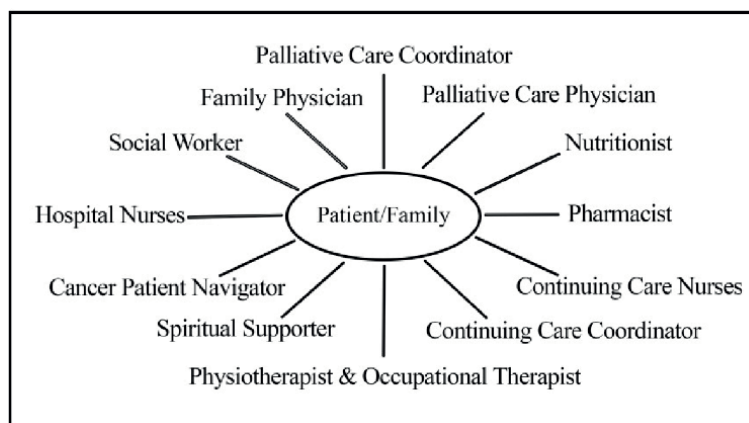 Palliative Care Coordinator
Family Physician
Palliative Care Physician
Social Worker
Nutritionist
Hospital Nurses
Patient/Family
Pharmacist
Cancer Patient Navigator
Continuing Care Nurses
Spiritual Supporter
Continuing Care Coordinator
Physiotherapist & Occupational Therapist